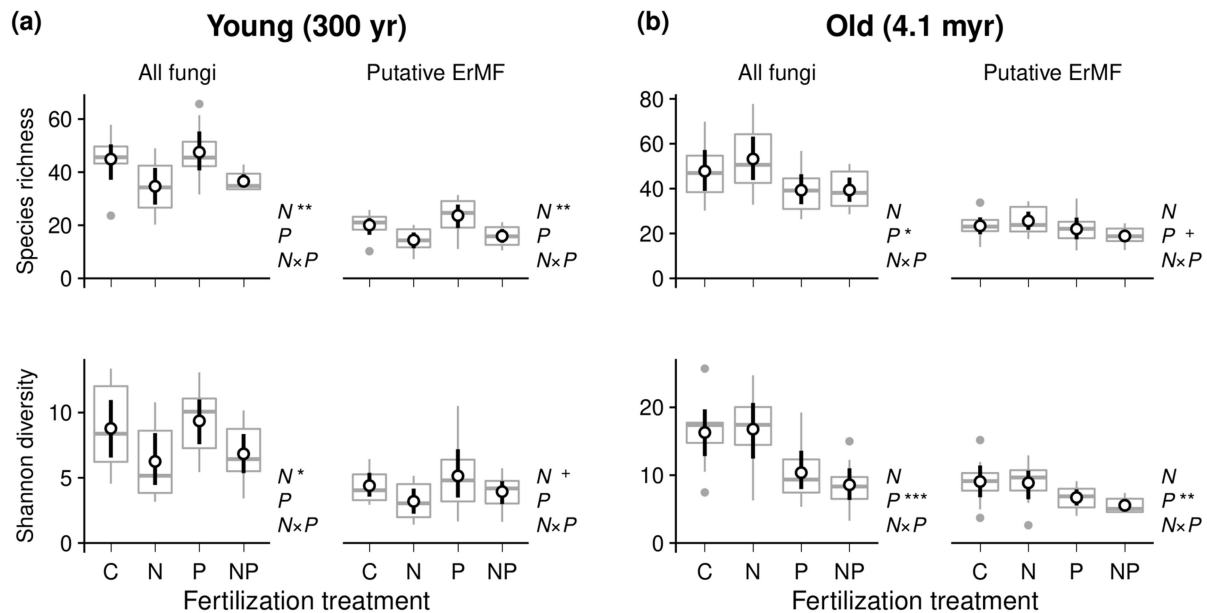 (a) Young (300 yr)
(b) Old (4.1 myr)
All fungi
Putative ErMF
All fungi
Putative ErMF
Species richness
60
40
20
0
N **
P
N×P
N **
P
N×P
Species richness
80
60
40
20
0
N
P *
N×P
N
P +
N×P
Shannon diversity
10
5
0
N *
P
N×P
N +
P
N×P
20
10
0
N
P ***
N×P
N
P **
N×P
C N P NP
C N P NP
C N P NP
C N P NP
Fertilization treatment
Fertilization treatment